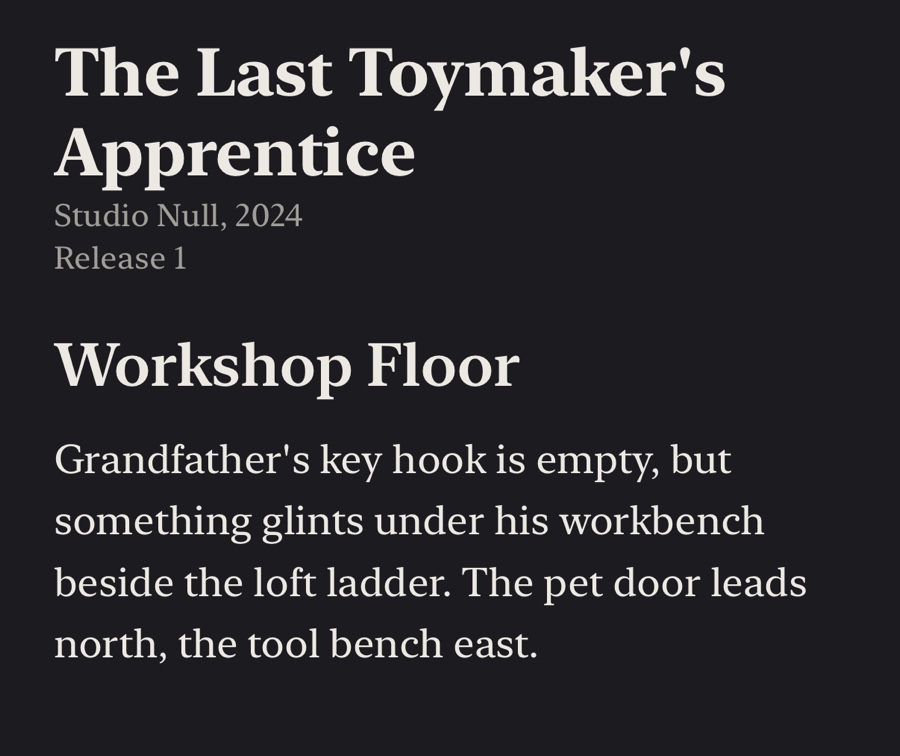 The Last Toymaker's
Apprentice
Studio Null, 2024
Release 1
Workshop Floor
Grandfather's key hook is empty, but
something glints under his workbench
beside the loft ladder. The pet door leads
north, the tool bench east.